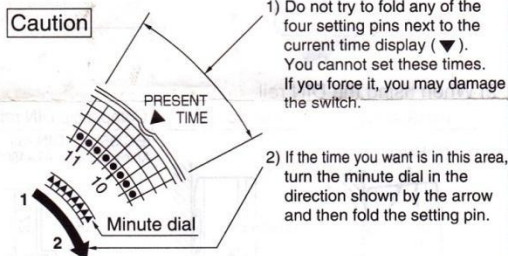 Caution
1) Do not try to fold any of the
four setting pins next to the
current time display ( ▼ ).
You cannot set these times.
If you force it, you may damage
the switch.
PRESENT
TIME
11
10
2) If the time you want is in this area,
turn the minute dial in the
direction shown by the arrow
and then fold the setting pin.
1
Minute dial
2